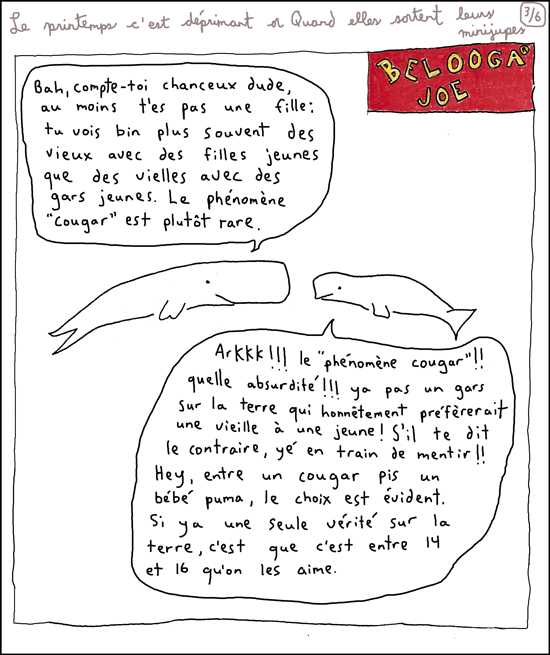 Le printemps c'est déprimant or Quand elles sortent leurs
minijupes
3/6
BELOOGA
JOE
Bah, compte-toi chanceux dude,
au moins t'es pas une fille:
tu vois bin plus souvent des
vieux avec des filles jeunes
que des vielles avec des
gars jeunes. Le phénomène
"cougar" est plutôt rare.
Arkkk!!! le "phénomène cougar"!!
quelle absurdité!!! ya pas un gars
sur la terre qui honnêtement préfèrerait
une vieille à une jeune! S'il te dit
le contraire, yé en train de mentir!!
Hey, entre un cougar pis un
bébé puma, le choix est évident.
Si ya une seule vérité sur la
terre, c'est que c'est entre 14
et 16 qu'on les aime.